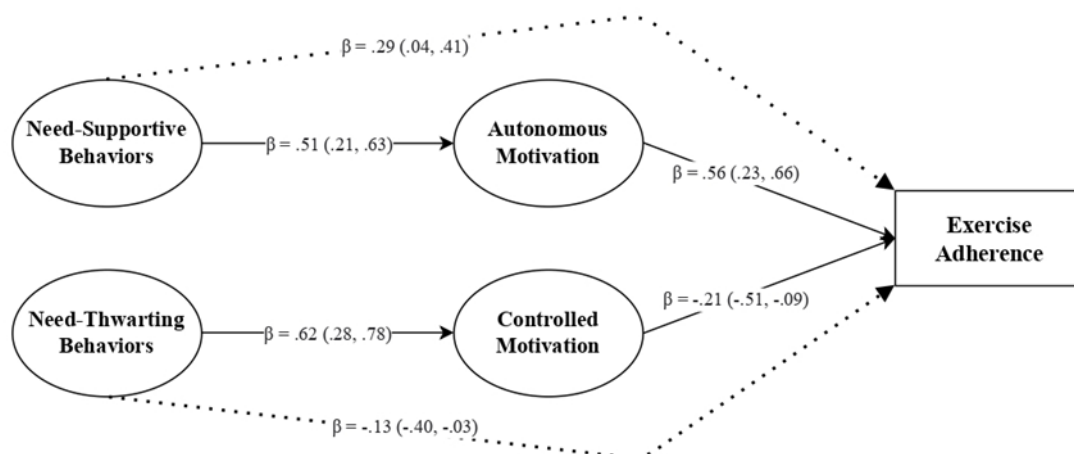 β = .29 (.04, .41)
Need-Supportive
Behaviors
β = .51 (.21, .63)
Autonomous
Motivation
β = .56 (.23, .66)
Exercise
Adherence
Need-Thwarting
Behaviors
β = .62 (.28, .78)
Controlled
Motivation
β = -.21 (-.51, -.09)
β = -.13 (-.40, -.03)